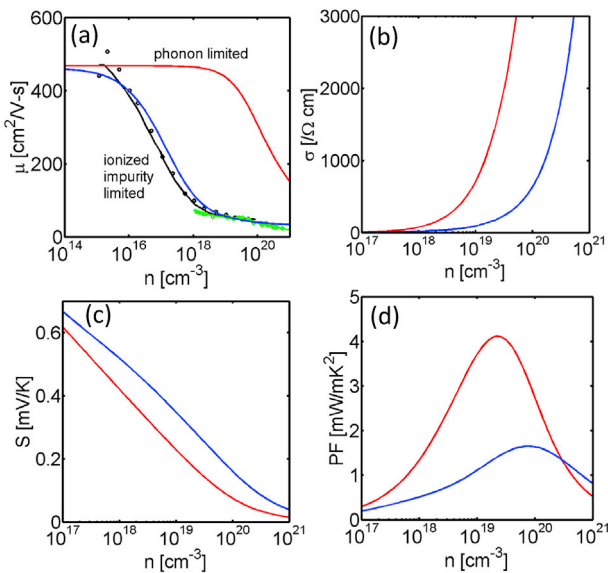 600
400
200
0
μ [cm²/V-s]
(a)
phonon limited
ionized
impurity
limited
10¹⁴ 10¹⁶ 10¹⁸ 10²⁰
n [cm⁻³]
3000
2000
1000
0
σ [/Ω cm]
(b)
10¹⁷ 10¹⁸ 10¹⁹ 10²⁰ 10²¹
n [cm⁻³]
0.6
0.4
0.2
0
S [mV/K]
(c)
10¹⁷ 10¹⁸ 10¹⁹ 10²⁰ 10²¹
n [cm⁻³]
5
4
3
2
1
0
PF [mW/mK²]
(d)
10¹⁷ 10¹⁸ 10¹⁹ 10²⁰ 10²¹
n [cm⁻³]